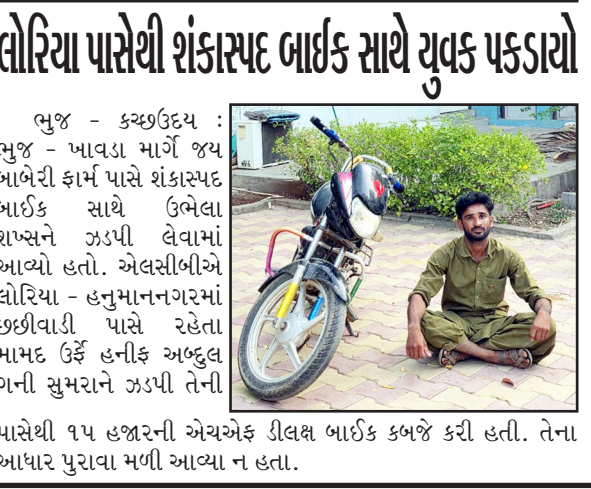 લોરિયા પાસેથી શંકાસ્પદ બાઈક સાથે યુવક પકડાયો
ભુજ - કચ્છઉદય :
ભુજ - ખાવડા માર્ગે જય
બાબેરી ફાર્મ પાસે શંકાસ્પદ
બાઈક સાથે ઉભેલા
શખ્સને ઝડપી લેવામાં
આવ્યો હતો. એલસીબીએ
લોરિયા - હનુમાનનગરમાં
છછીવાડી પાસે રહેતા
મામદ ઉર્ફે હનીફ અબ્દુલ
ગની સુમરાને ઝડપી તેની
પાસેથી ૧૫ હજારની એચએફ ડીલક્ષ બાઈક કબજે કરી હતી. તેના
આધાર પુરાવા મળી આવ્યા ન હતા.